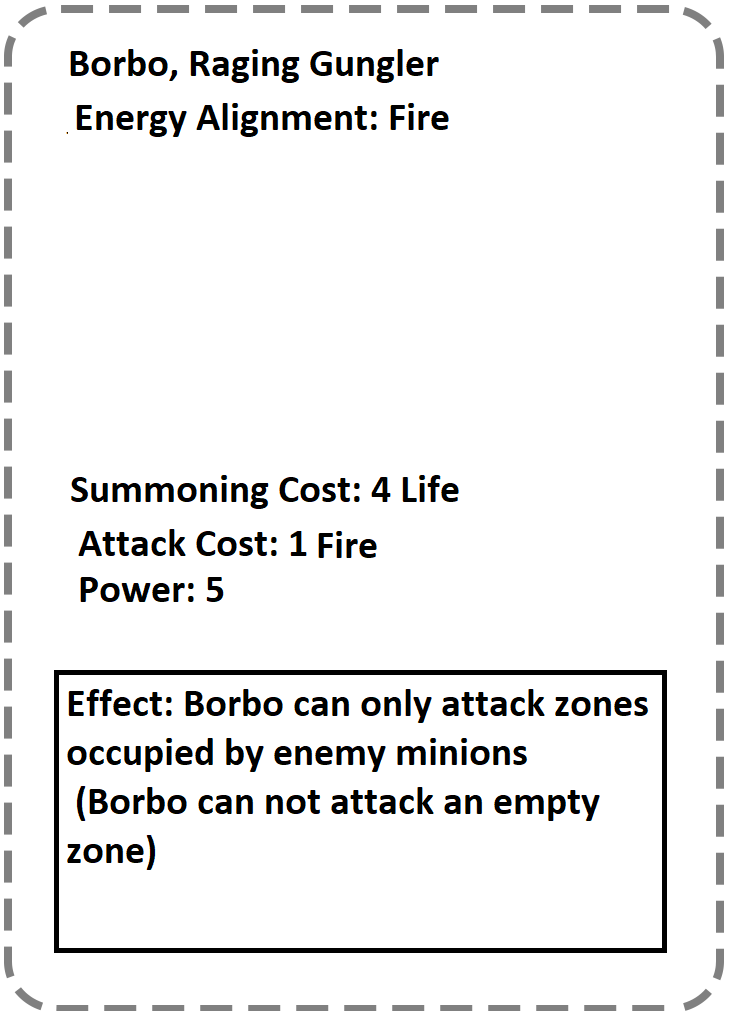 Borbo, Raging Gungler
Energy Alignment: Fire
Summoning Cost: 4 Life
Attack Cost: 1 Fire
Power: 5
Effect: Borbo can only attack zones
occupied by enemy minions
(Borbo can not attack an empty
zone)